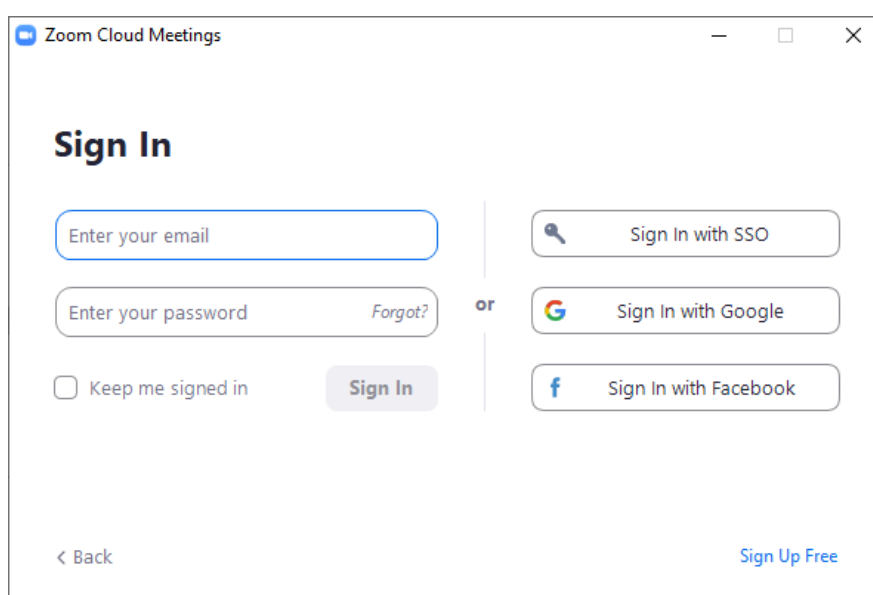 Zoom Cloud Meetings
Sign In
Enter your email
Enter your password Forgot?
Keep me signed in Sign In
or
Sign In with SSO
Sign In with Google
Sign In with Facebook
Back
Sign Up Free